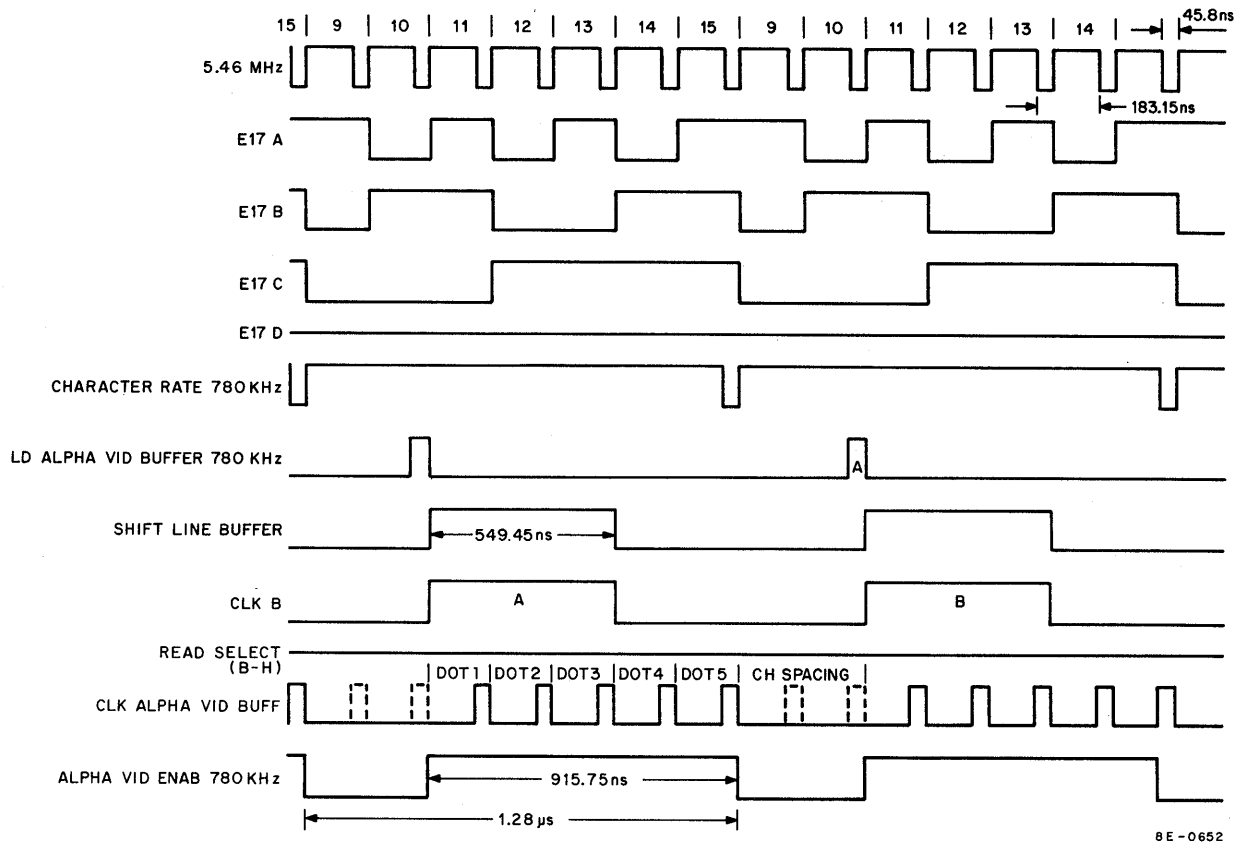 15 | 9 | 10 | 11 | 12 | 13 | 14 | 15 | 9 | 10 | 11 | 12 | 13 | 14 |
45.8ns
5.46 MHz
183.15ns
E17 A
E17 B
E17 C
E17 D
CHARACTER RATE 780 KHz
LD ALPHA VID BUFFER 780 KHz
A
SHIFT LINE BUFFER
549.45ns
CLK B
A
B
READ SELECT
(B-H)
DOT 1 | DOT 2 | DOT 3 | DOT 4 | DOT 5 | CH SPACING |
CLK ALPHA VID BUFF
ALPHA VID ENAB 780 KHz
915.75ns
1.28 µs
8E-0652